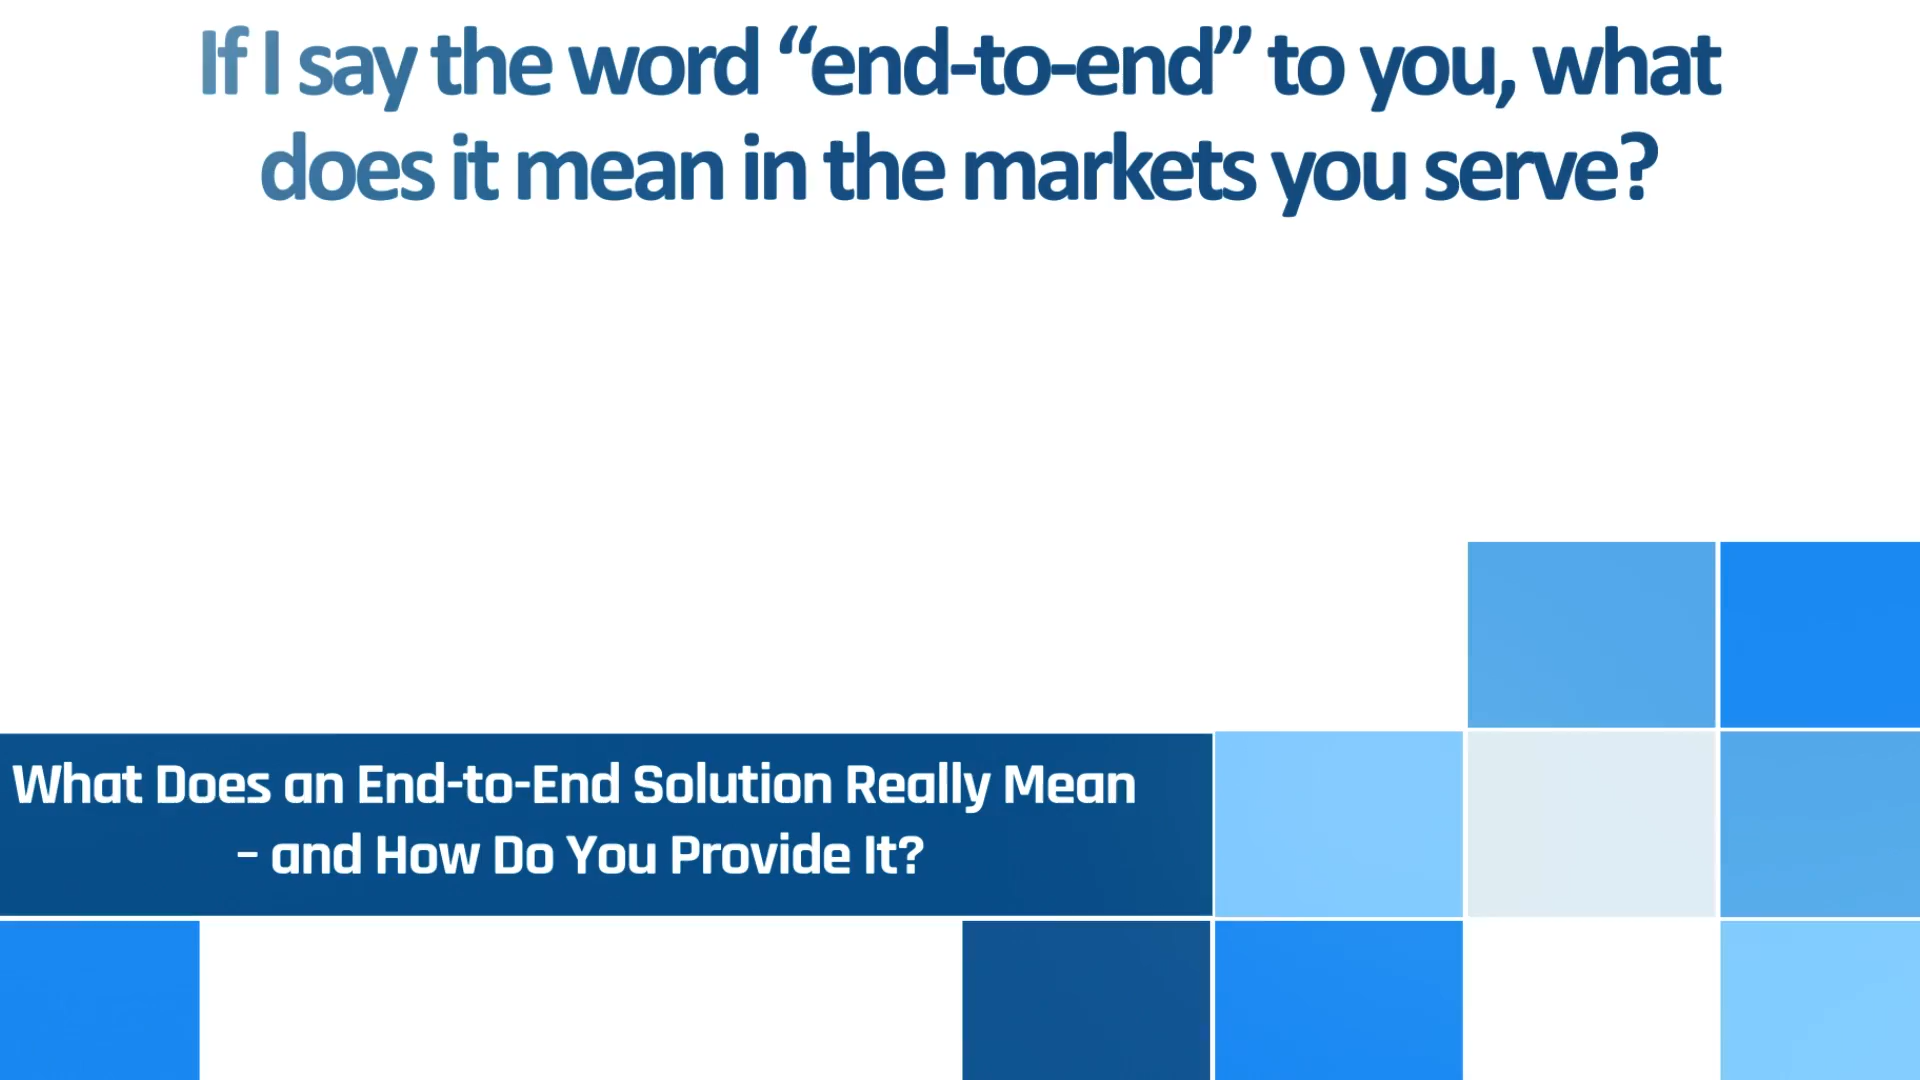 If I say the word “end-to-end” to you, what
does it mean in the markets you serve?
What Does an End-to-End Solution Really Mean
– and How Do You Provide It?